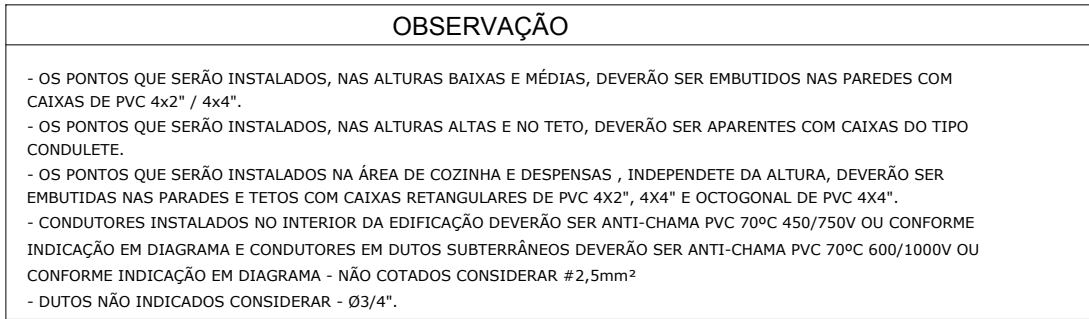 OBSERVAÇÃO
- OS PONTOS QUE SERÃO INSTALADOS, NAS ALTURAS BAIXAS E MÉDIAS, DEVERÃO SER EMBUTIDOS NAS PAREDES COM
CAIXAS DE PVC 4x2" / 4x4".
- OS PONTOS QUE SERÃO INSTALADOS, NAS ALTURAS ALTAS E NO TETO, DEVERÃO SER APARENTES COM CAIXAS DO TIPO
CONDULETE.
- OS PONTOS QUE SERÃO INSTALADOS NA ÁREA DE COZINHA E DESPENSAS , INDEPENDETE DA ALTURA, DEVERÃO SER
EMBUTIDAS NAS PARADES E TETOS COM CAIXAS RETANGULARES DE PVC 4X2", 4X4" E OCTOGONAL DE PVC 4X4".
- CONDUTORES INSTALADOS NO INTERIOR DA EDIFICAÇÃO DEVERÃO SER ANTI-CHAMA PVC 70ºC 450/750V OU CONFORME
INDICAÇÃO EM DIAGRAMA E CONDUTORES EM DUTOS SUBTERRÂNEOS DEVERÃO SER ANTI-CHAMA PVC 70ºC 600/1000V OU
CONFORME INDICAÇÃO EM DIAGRAMA - NÃO COTADOS CONSIDERAR #2,5mm²
- DUTOS NÃO INDICADOS CONSIDERAR - Ø3/4".